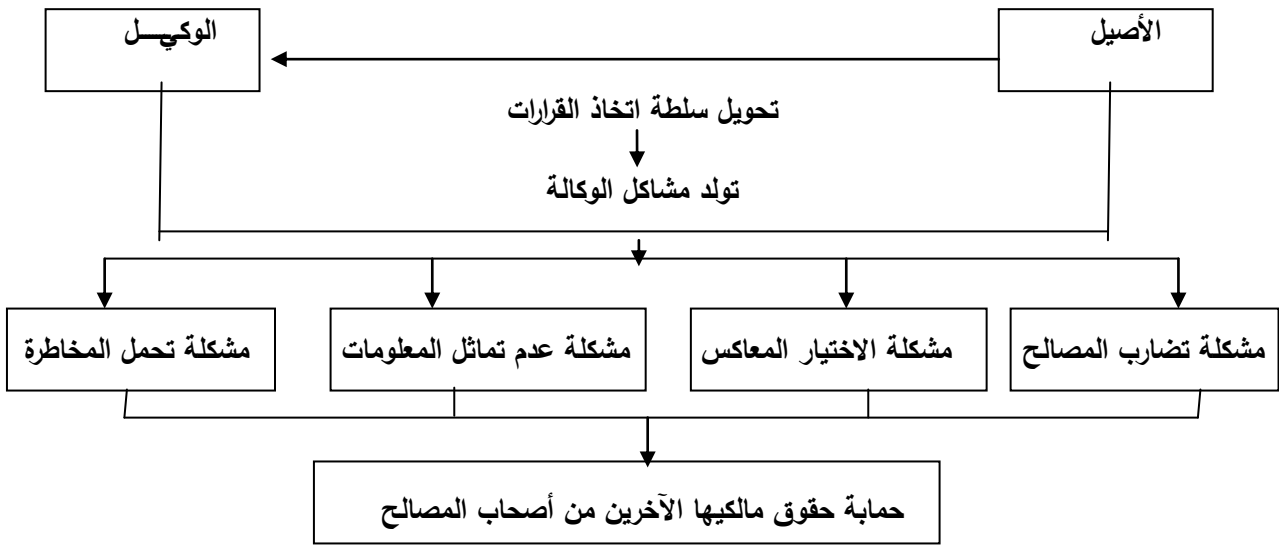 الأصيل
الوكيـــل
تحويل سلطة اتخاذ القرارات
تولد مشاكل الوكالة
مشكلة تضارب المصالح
مشكلة الاختيار المعاكس
مشكلة عدم تماثل المعلومات
مشكلة تحمل المخاطرة
حمابة حقوق مالكيها الآخرين من أصحاب المصالح